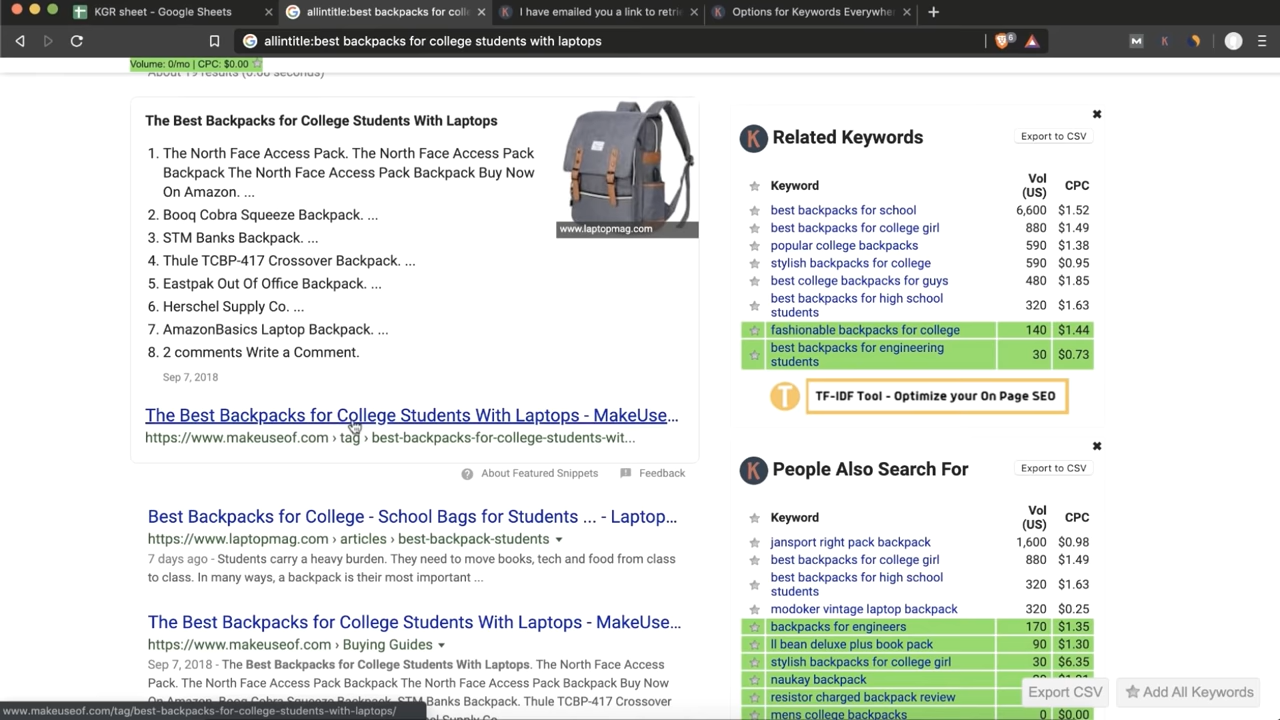 KGR sheet - Google Sheets
allintitle:best backpacks for colle
I have emailed you a link to retrie
Options for Keywords Everywhe
allintitle:best backpacks for college students with laptops
6
Volume: 0/mo | CPC: $0.00
About 19 results
The Best Backpacks for College Students With Laptops
1. The North Face Access Pack. The North Face Access Pack
Backpack The North Face Access Pack Backpack Buy Now
On Amazon. ...
2. Booq Cobra Squeeze Backpack. ...
3. STM Banks Backpack. ...
4. Thule TCBP-417 Crossover Backpack. ...
5. Eastpak Out Of Office Backpack. ...
6. Herschel Supply Co. ...
7. AmazonBasics Laptop Backpack. ...
8. 2 comments Write a Comment.
Sep 7, 2018
www.laptopmag.com
The Best Backpacks for College Students With Laptops - MakeUse...
https://www.makeuseof.com › tag › best-backpacks-for-college-students-wit...
About Featured Snippets
Feedback
Best Backpacks for College - School Bags for Students ... - Laptop...
https://www.laptopmag.com › articles › best-backpack-students
7 days ago - Students carry a heavy burden. They need to move books, tech and food from class
to class. In many ways, a backpack is their most important ...
The Best Backpacks for College Students With Laptops - MakeUse...
https://www.makeuseof.com › Buying Guides
Sep 7, 2018 - The Best Backpacks for College Students With Laptops. The North Face Access
Pack. The North Face Access Pack Backpack The North Face Access Pack Backpack Buy Now
On Amazon. Booq Cobra Squeeze Backpack. STM Banks Backpack. Thule TCBP-417 Crossover
www.makeuseof.com/tag/best-backpacks-for-college-students-with-laptops/
Related Keywords
Export to CSV
Keyword Vol (US) CPC
best backpacks for school 6,600 $1.52
best backpacks for college girl 880 $1.49
popular college backpacks 590 $1.38
stylish backpacks for college 590 $0.95
best college backpacks for guys 480 $1.85
best backpacks for high school
students 320 $1.63
fashionable backpacks for college 140 $1.44
best backpacks for engineering
students 30 $0.73
T TF-IDF Tool - Optimize your On Page SEO
People Also Search For
Export to CSV
Keyword Vol (US) CPC
jansport right pack backpack 1,600 $0.98
best backpacks for college girl 880 $1.49
best backpacks for high school
students 320 $1.63
modoker vintage laptop backpack 320 $0.25
backpacks for engineers 170 $1.35
ll bean deluxe plus book pack 90 $1.30
stylish backpacks for college girl 30 $6.35
naukay backpack
resistor charged backpack review
mens college backpacks 0 $0.00
Export CSV
Add All Keywords